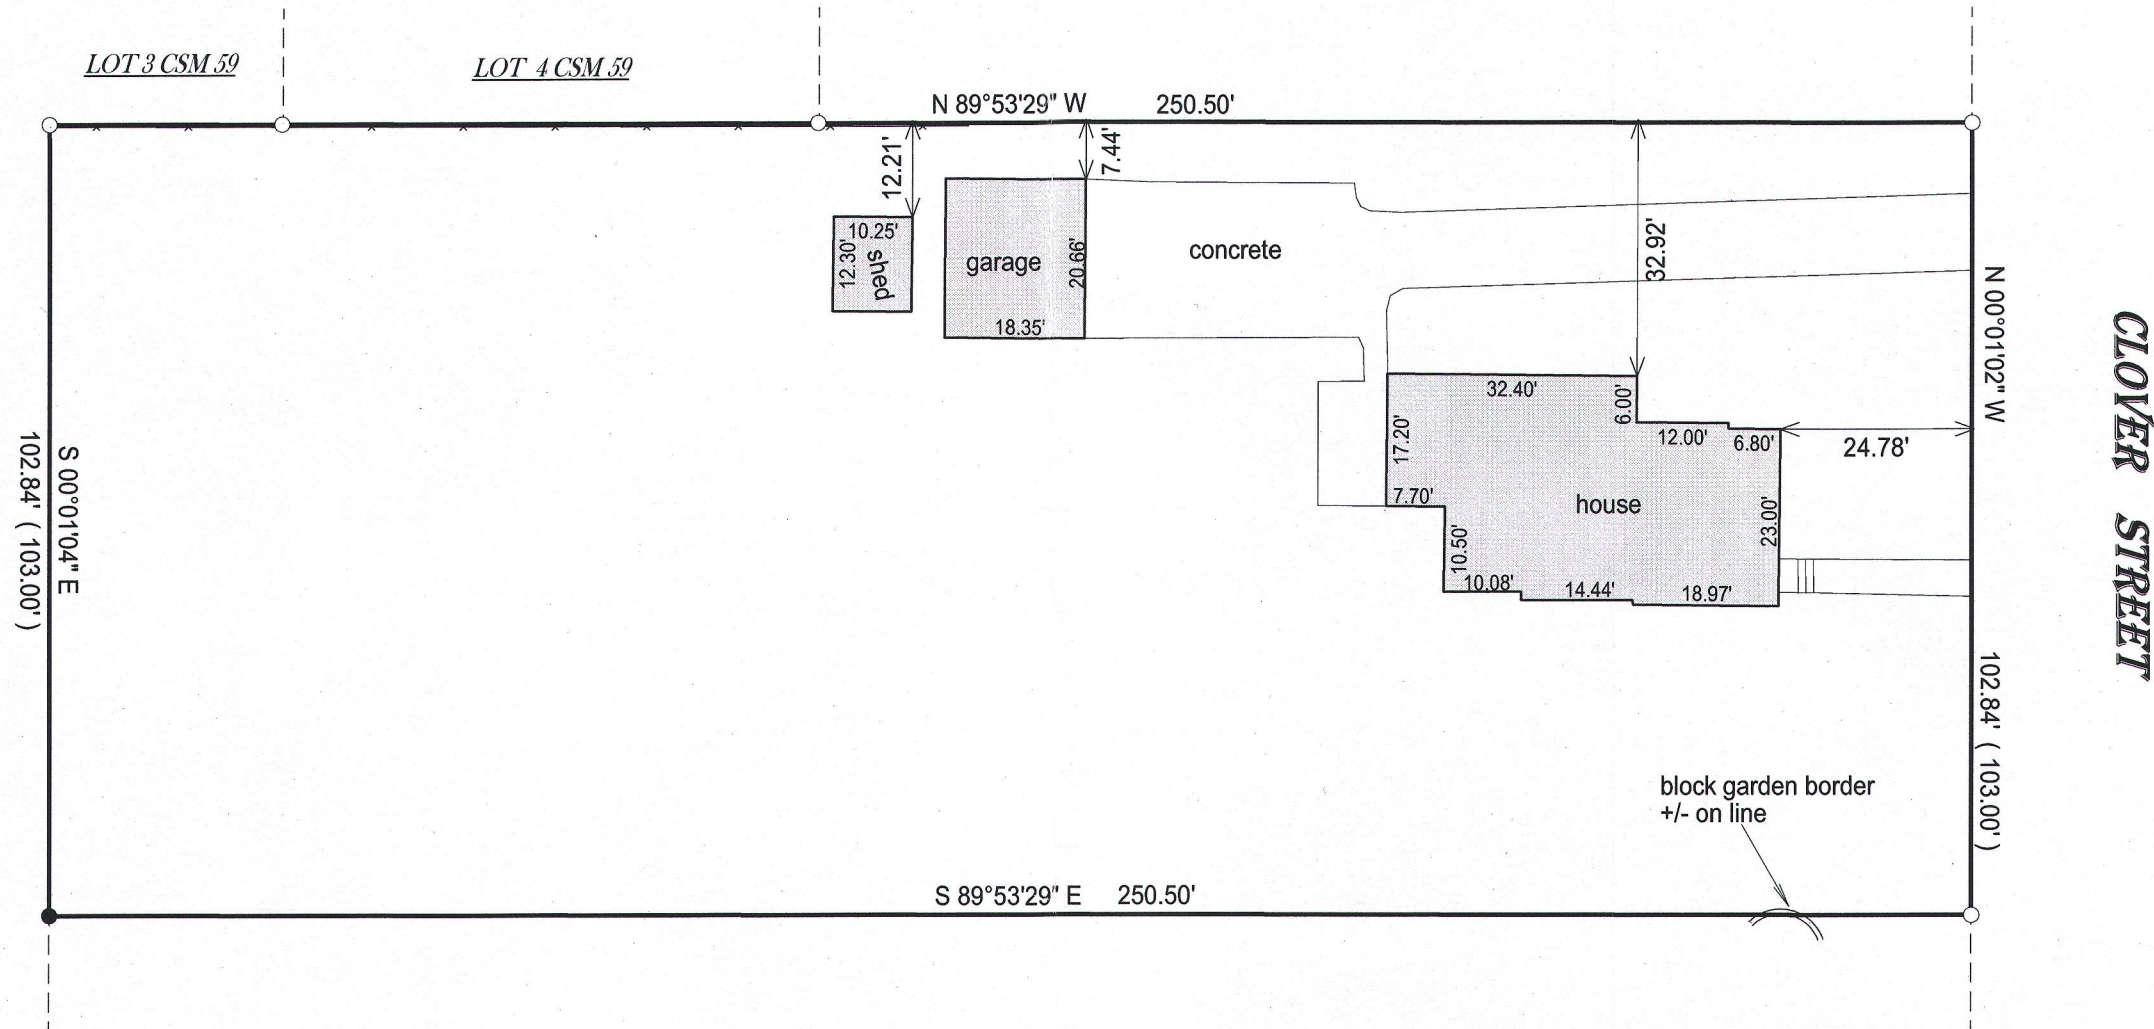 LOT 3 CSM 59
LOT 4 CSM 59
N 89°53'29" W 250.50'
12.21'
7.44'
10.25'
12.30'
shed
garage
20.66'
18.35'
concrete
32.92'
32.40'
6.00'
12.00'
6.80'
24.78'
17.20'
7.70'
house
23.00'
10.50'
10.08'
14.44'
18.97'
N 00°01'02" W
102.84' ( 103.00' )
CLOVER STREET
S 00°01'04" E
102.84' ( 103.00' )
block garden border
+/- on line
S 89°53'29" E 250.50'